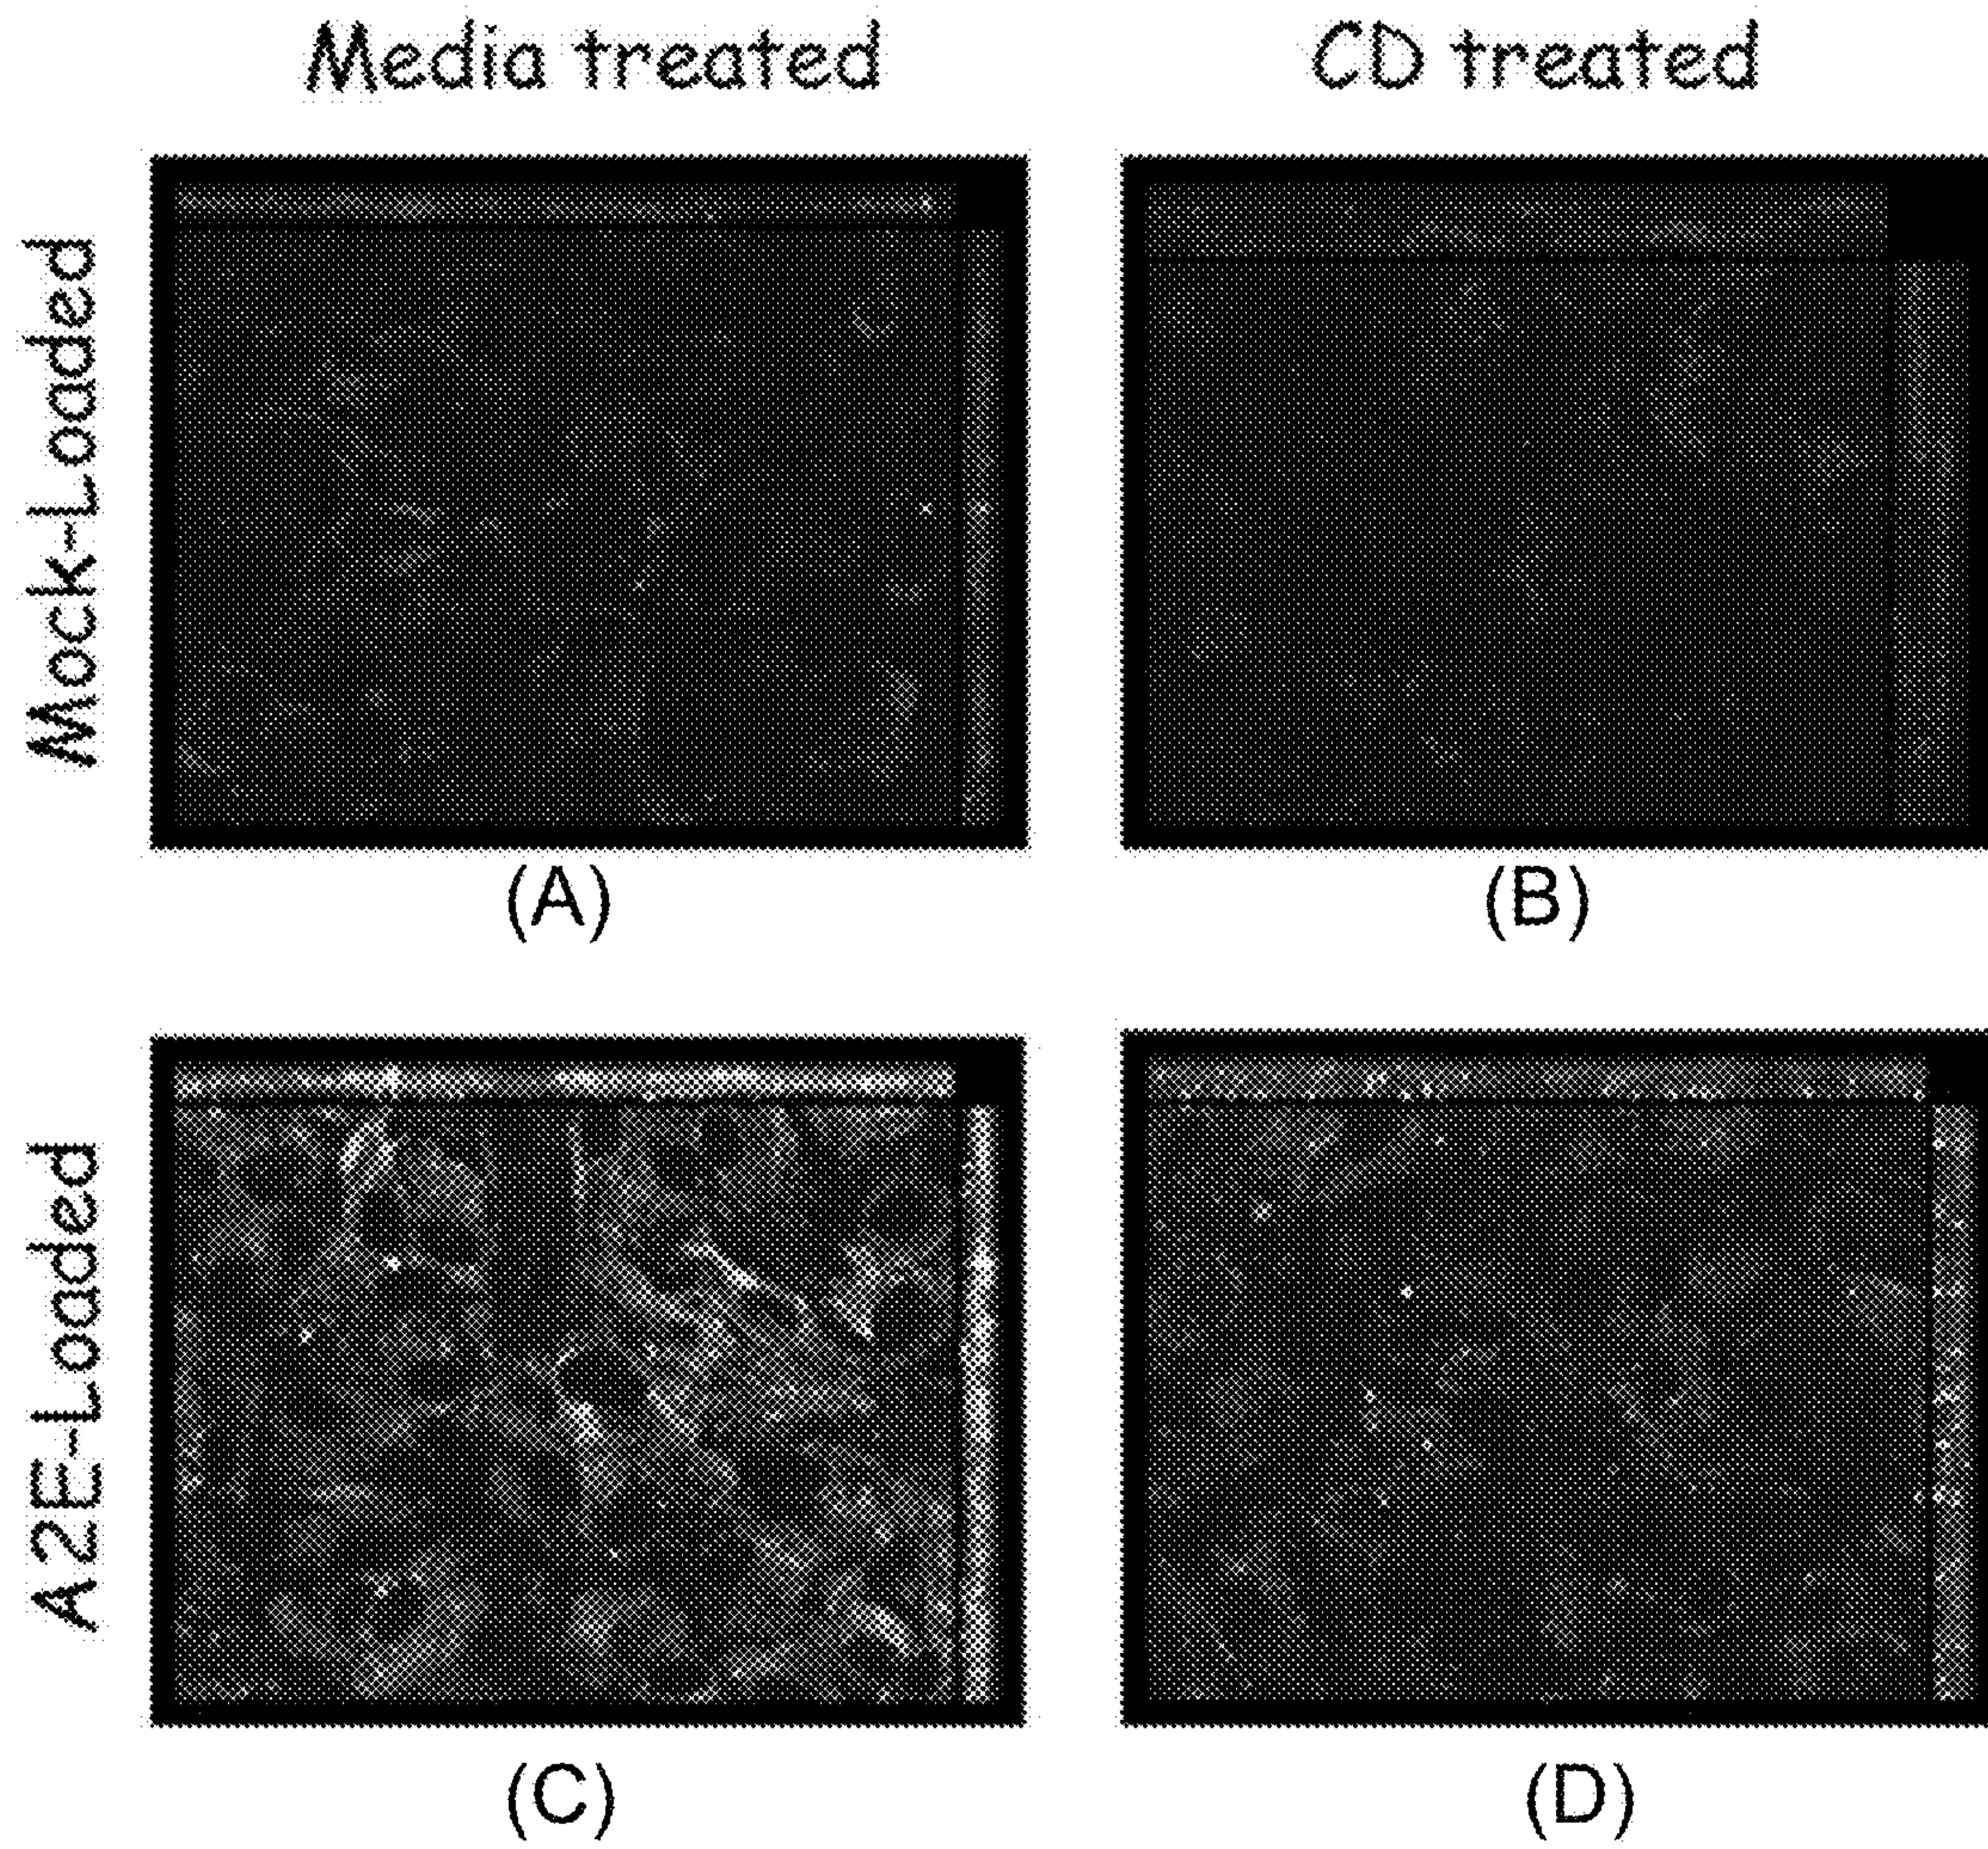 Media treated
CD treated
Mock-Loaded
(A)
(B)
A2E-Loaded
(C)
(D)